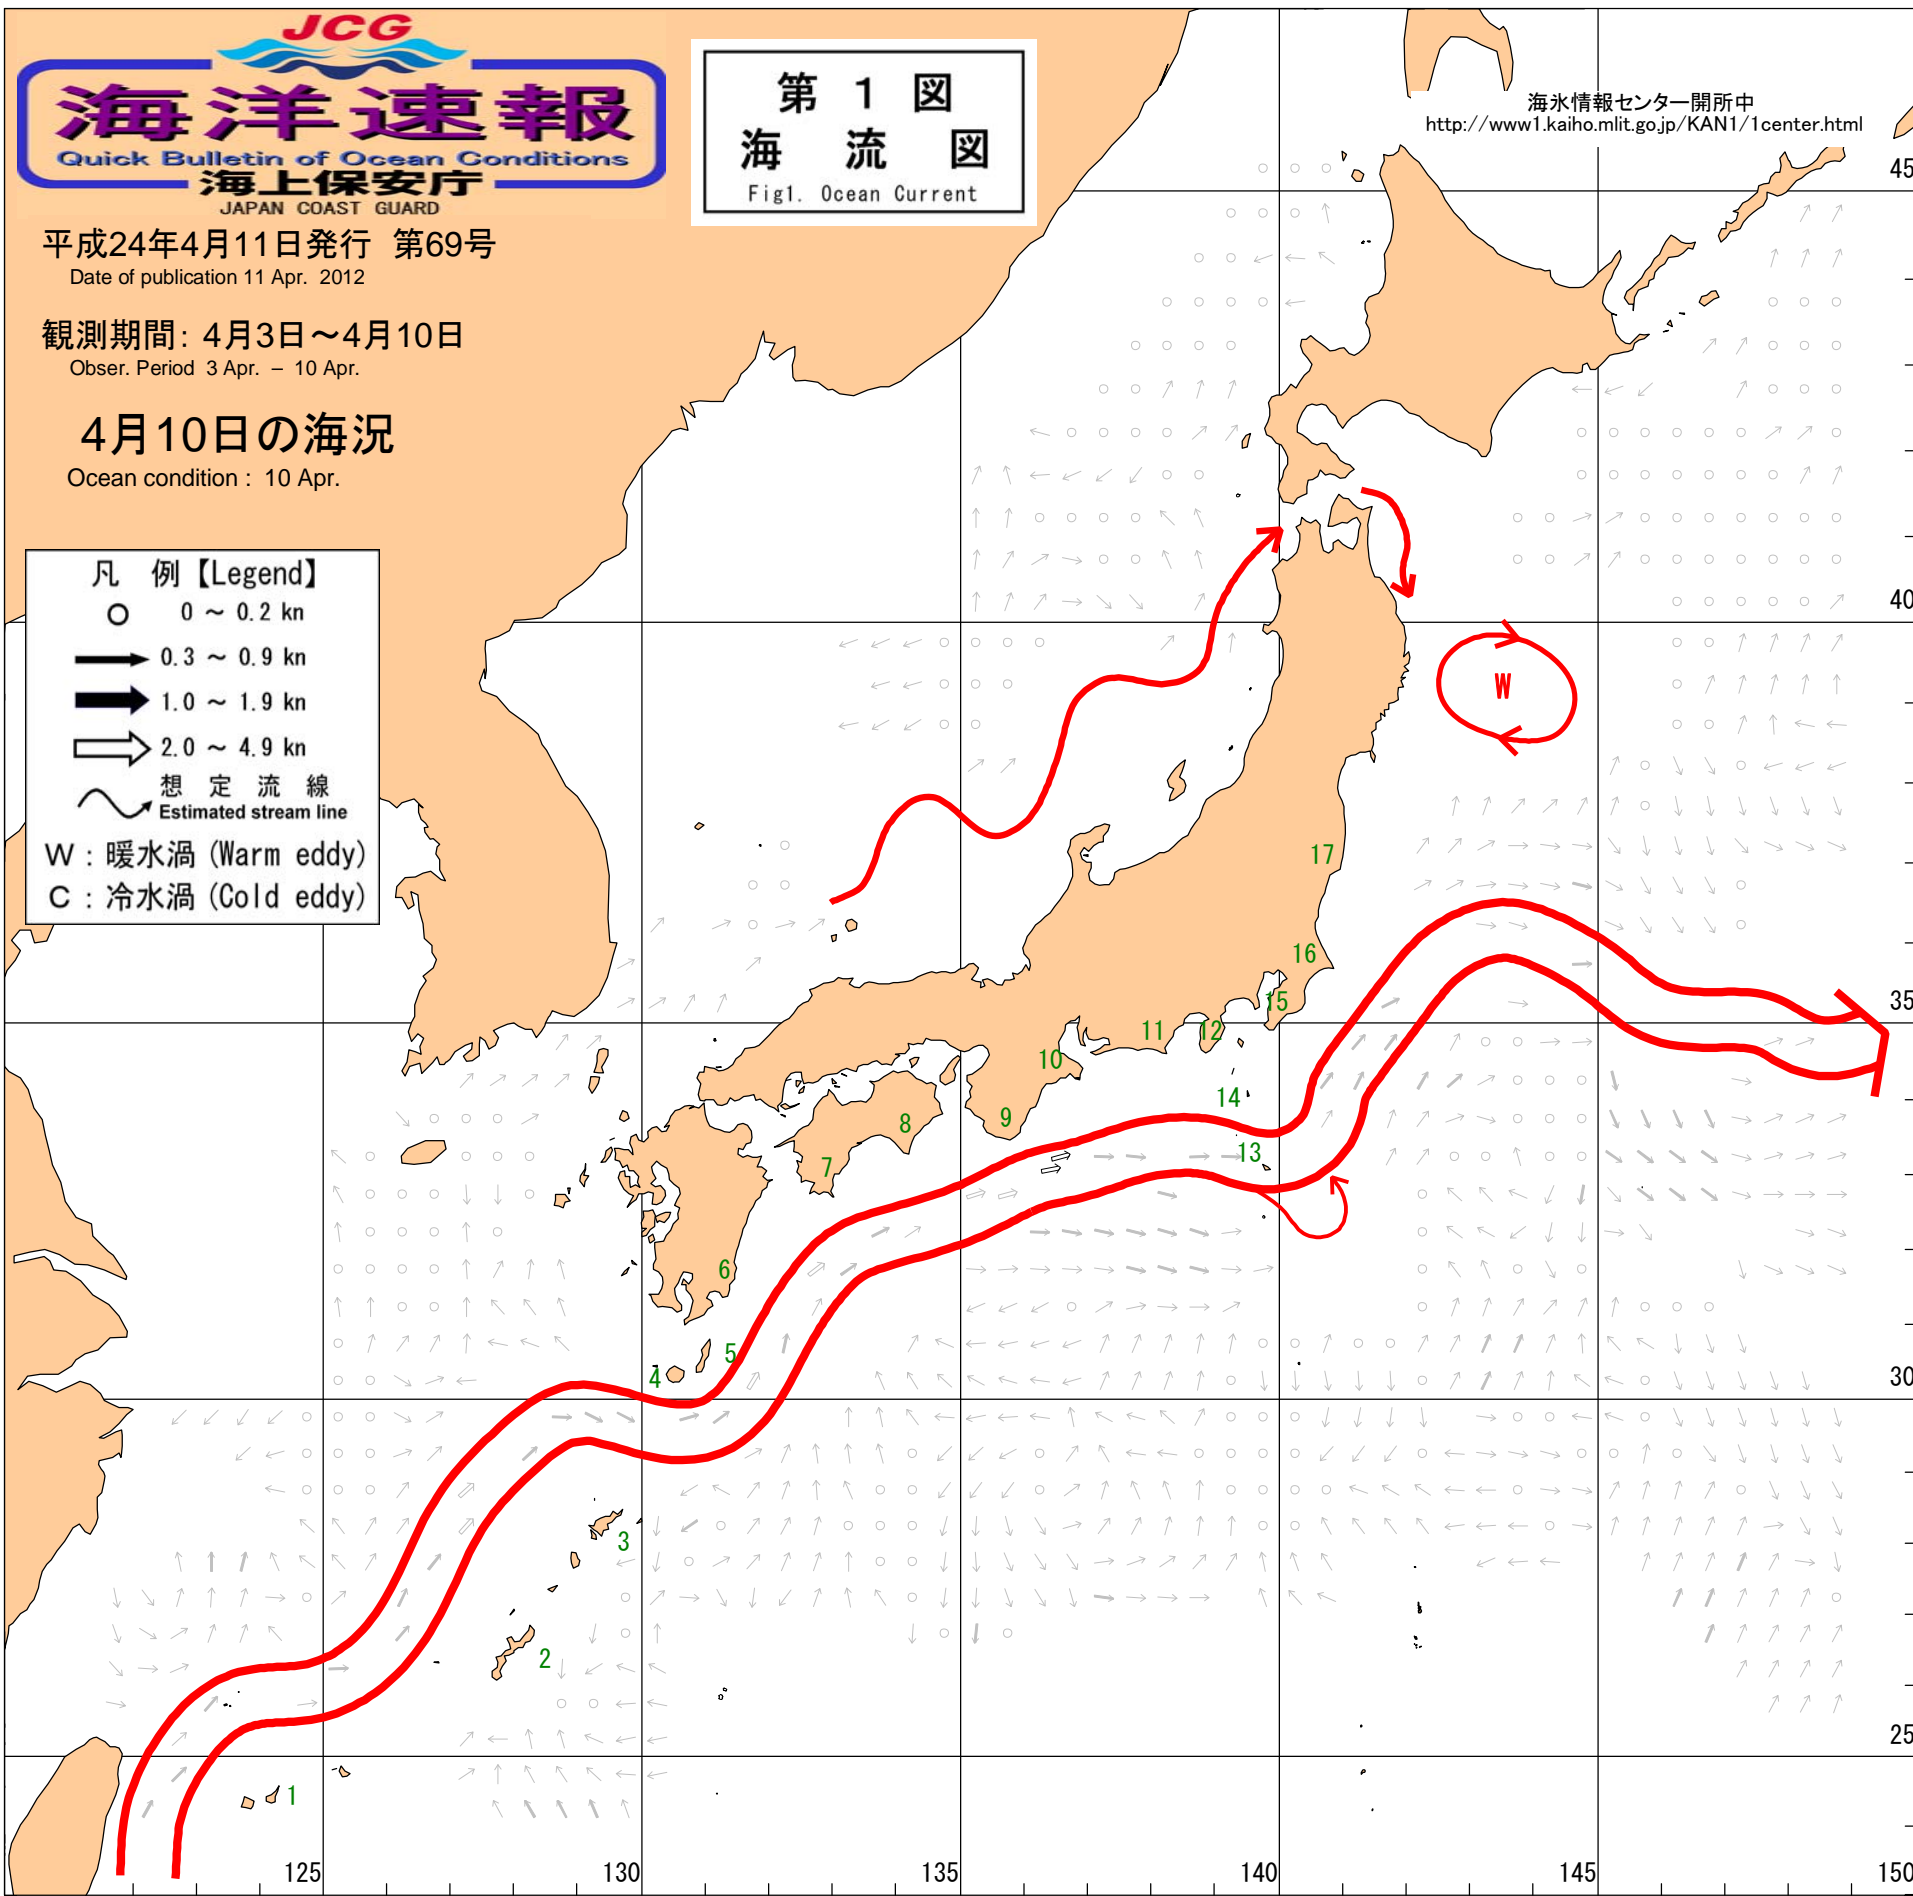 JCG
海洋速報
Quick Bulletin of Ocean Conditions
海上保安庁
JAPAN COAST GUARD
第 1 図
海 流 図
Fig1. Ocean Current
海氷情報センター開所中
http://www1.kaiho.mlit.go.jp/KAN1/1center.html
平成24年4月11日発行 第69号
Date of publication 11 Apr. 2012
観測期間: 4月3日～4月10日
Obser. Period 3 Apr. – 10 Apr.
4月10日の海況
Ocean condition : 10 Apr.
凡 例【Legend】
0 ～ 0.2 kn
0.3 ～ 0.9 kn
1.0 ～ 1.9 kn
2.0 ～ 4.9 kn
想 定 流 線
Estimated stream line
W : 暖水渦 (Warm eddy)
C : 冷水渦 (Cold eddy)
45
40
W
17
16
35
15
11
12
10
14
9
8
13
7
6
5
4
30
3
2
25
1
125
130
135
140
145
150